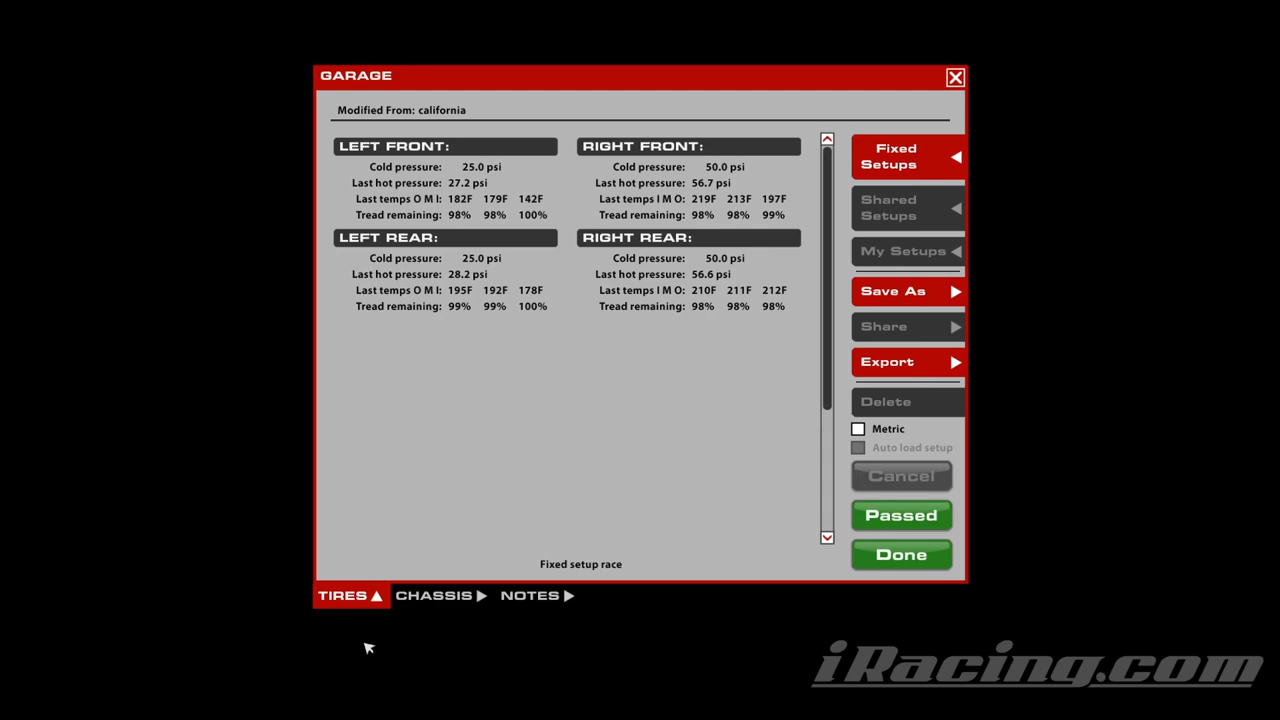 GARAGE
Modified From: california
LEFT FRONT:
Cold pressure: 25.0 psi
Last hot pressure: 27.2 psi
Last temps O M I: 182F 179F 142F
Tread remaining: 98% 98% 100%
RIGHT FRONT:
Cold pressure: 50.0 psi
Last hot pressure: 56.7 psi
Last temps I M O: 219F 213F 197F
Tread remaining: 98% 98% 99%
LEFT REAR:
Cold pressure: 25.0 psi
Last hot pressure: 28.2 psi
Last temps O M I: 195F 192F 178F
Tread remaining: 99% 99% 100%
RIGHT REAR:
Cold pressure: 50.0 psi
Last hot pressure: 56.6 psi
Last temps I M O: 210F 211F 212F
Tread remaining: 98% 98% 98%
Fixed setup race
Fixed
Setups
Shared
Setups
My Setups
Save As
Share
Export
Delete
Metric
Auto load setup
Cancel
Passed
Done
TIRES CHASSIS NOTES
iRacing.com